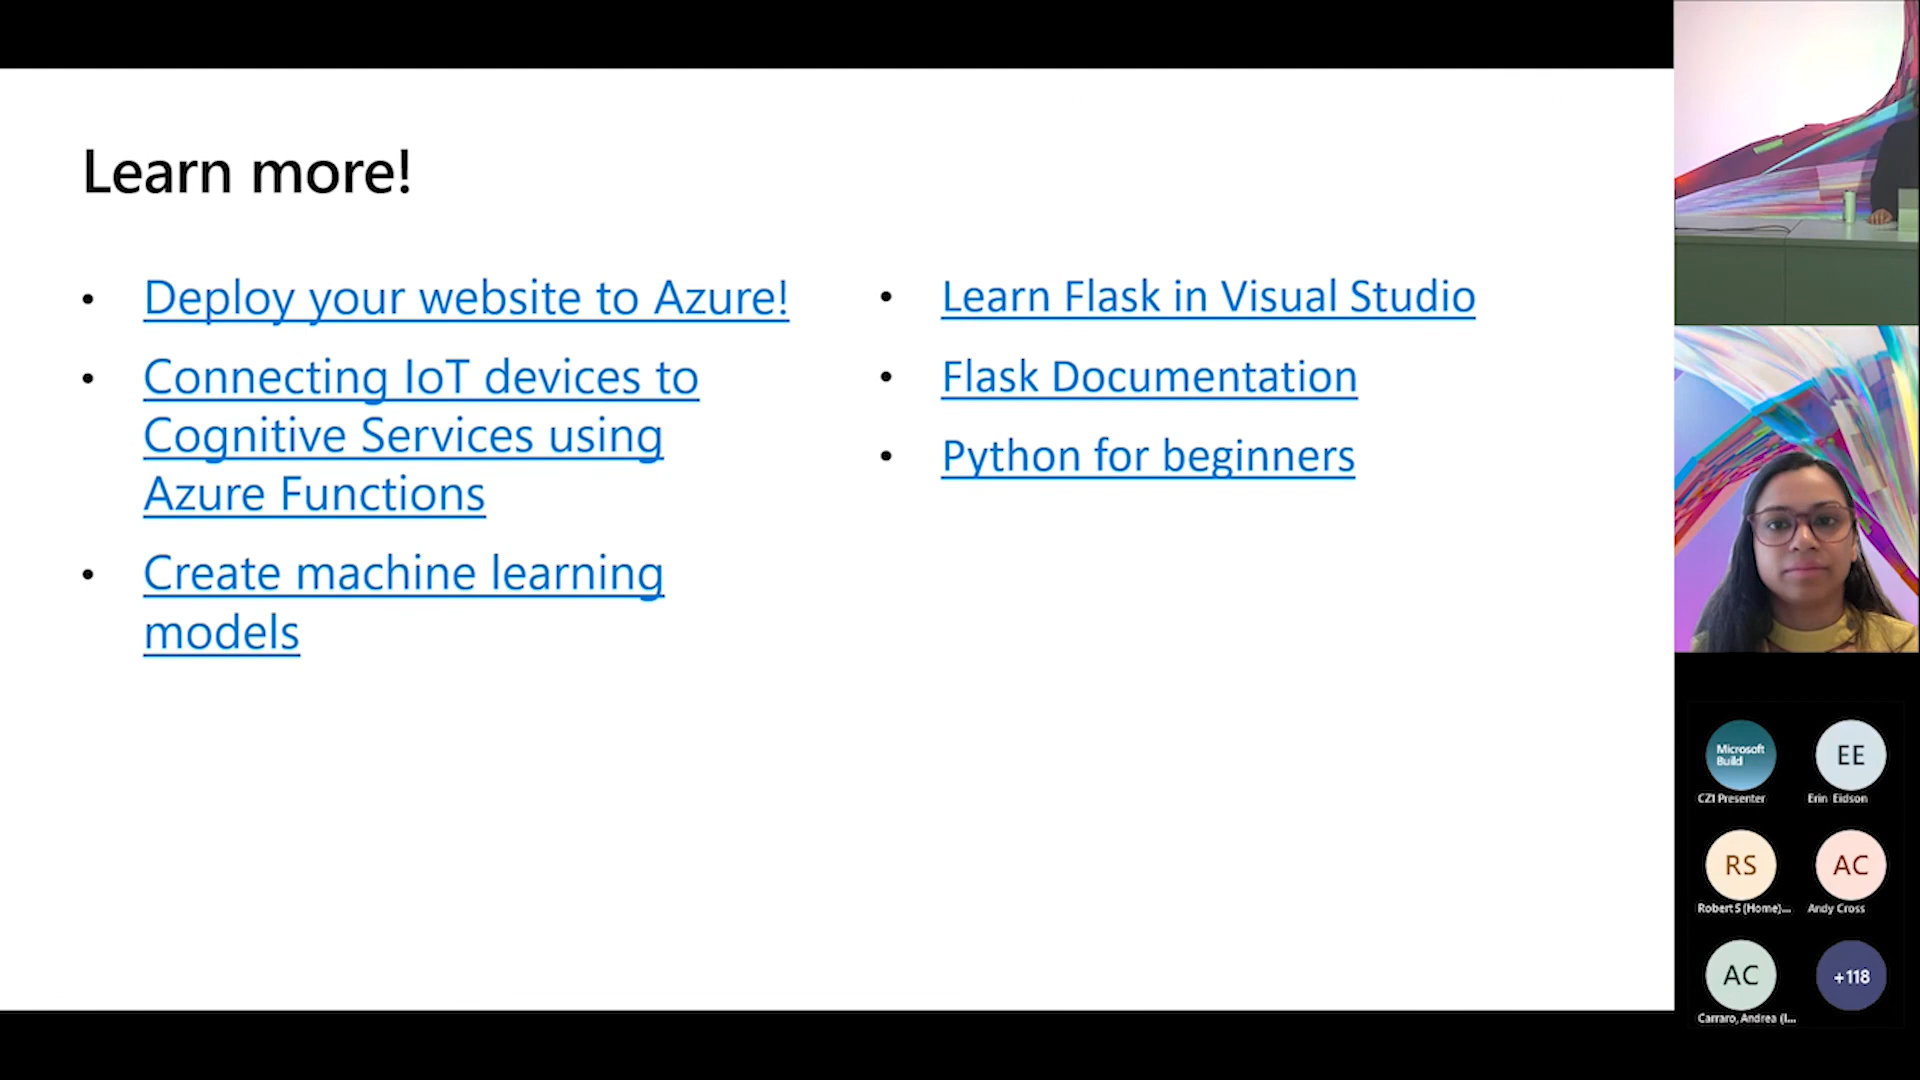 Learn more!
• Deploy your website to Azure!
• Connecting IoT devices to
Cognitive Services using
Azure Functions
• Create machine learning
models
• Learn Flask in Visual Studio
• Flask Documentation
• Python for beginners
Microsoft
Build
CZI Presenter
EE
Erin Eidson
RS
Robert S (Home)...
AC
Andy Cross
AC
Carraro, Andrea (I...
+118